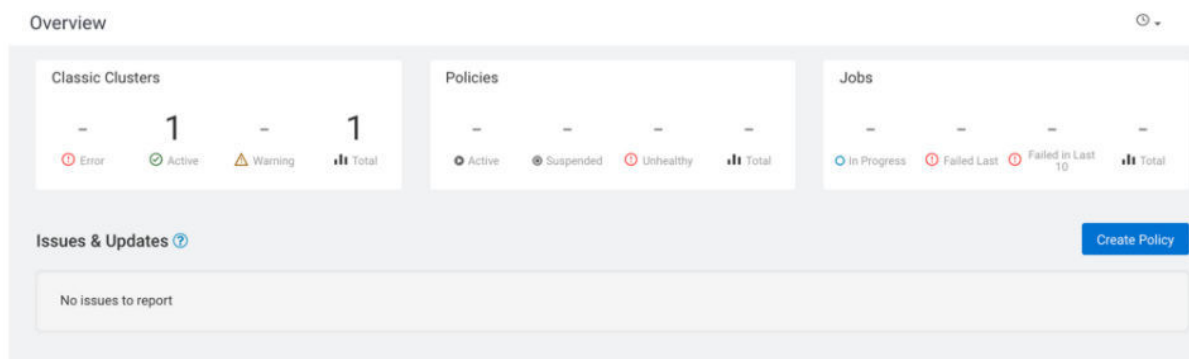 Overview
Classic Clusters
- 1 - 1
Error Active Warning Total
Policies
- - - -
Active Suspended Unhealthy Total
Jobs
- - - -
In Progress Failed Last Failed in Last
10 Total
Issues & Updates ?
Create Policy
No issues to report